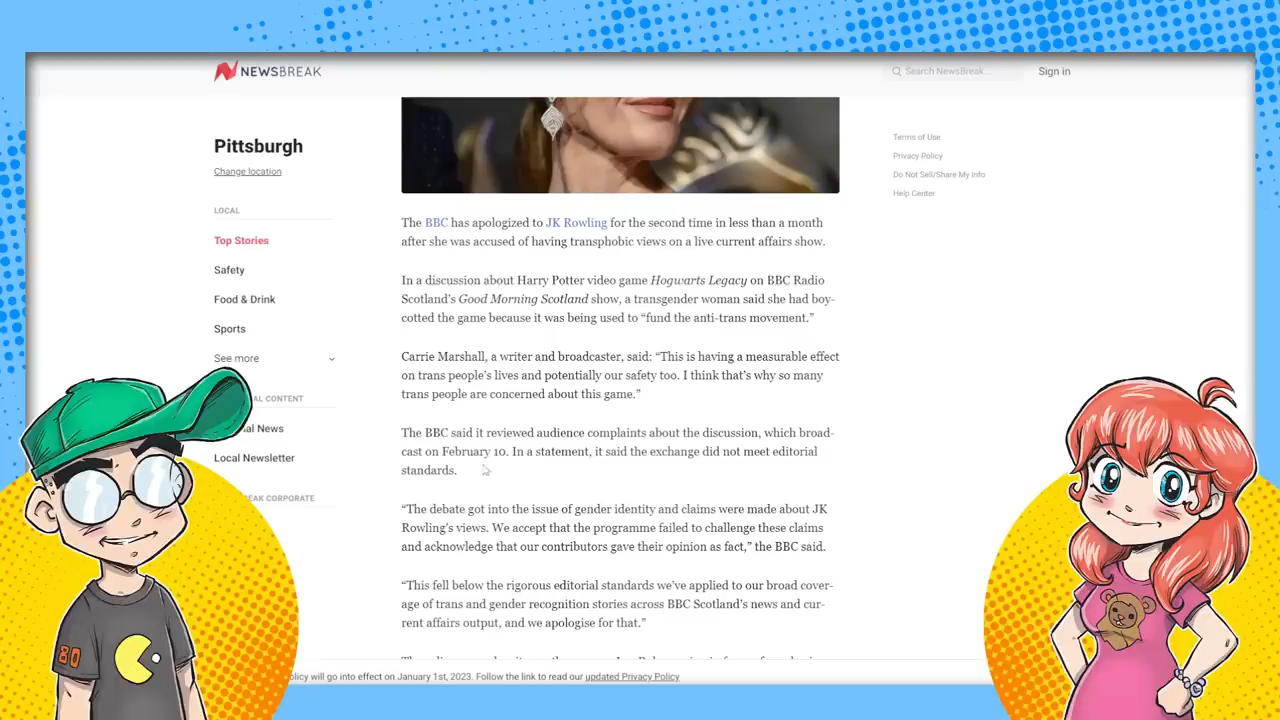 NEWSBREAK
Search NewsBreak...
Sign in
Pittsburgh
Change location
LOCAL
Top Stories
Safety
Food & Drink
Sports
See more
CONTENT
News
Local Newsletter
CORPORATE
The BBC has apologized to JK Rowling for the second time in less than a month
after she was accused of having transphobic views on a live current affairs show.
In a discussion about Harry Potter video game Hogwarts Legacy on BBC Radio
Scotland's Good Morning Scotland show, a transgender woman said she had boy-
cotted the game because it was being used to “fund the anti-trans movement.”
Carrie Marshall, a writer and broadcaster, said: “This is having a measurable effect
on trans people's lives and potentially our safety too. I think that's why so many
trans people are concerned about this game.”
The BBC said it reviewed audience complaints about the discussion, which broad-
cast on February 10. In a statement, it said the exchange did not meet editorial
standards.
“The debate got into the issue of gender identity and claims were made about JK
Rowling's views. We accept that the programme failed to challenge these claims
and acknowledge that our contributors gave their opinion as fact,” the BBC said.
“This fell below the rigorous editorial standards we've applied to our broad cover-
age of trans and gender recognition stories across BBC Scotland's news and cur-
rent affairs output, and we apologise for that.”
Terms of Use
Privacy Policy
Do Not Sell/Share My Info
Help Center
will go into effect on January 1st, 2023. Follow the link to read our updated Privacy Policy
80